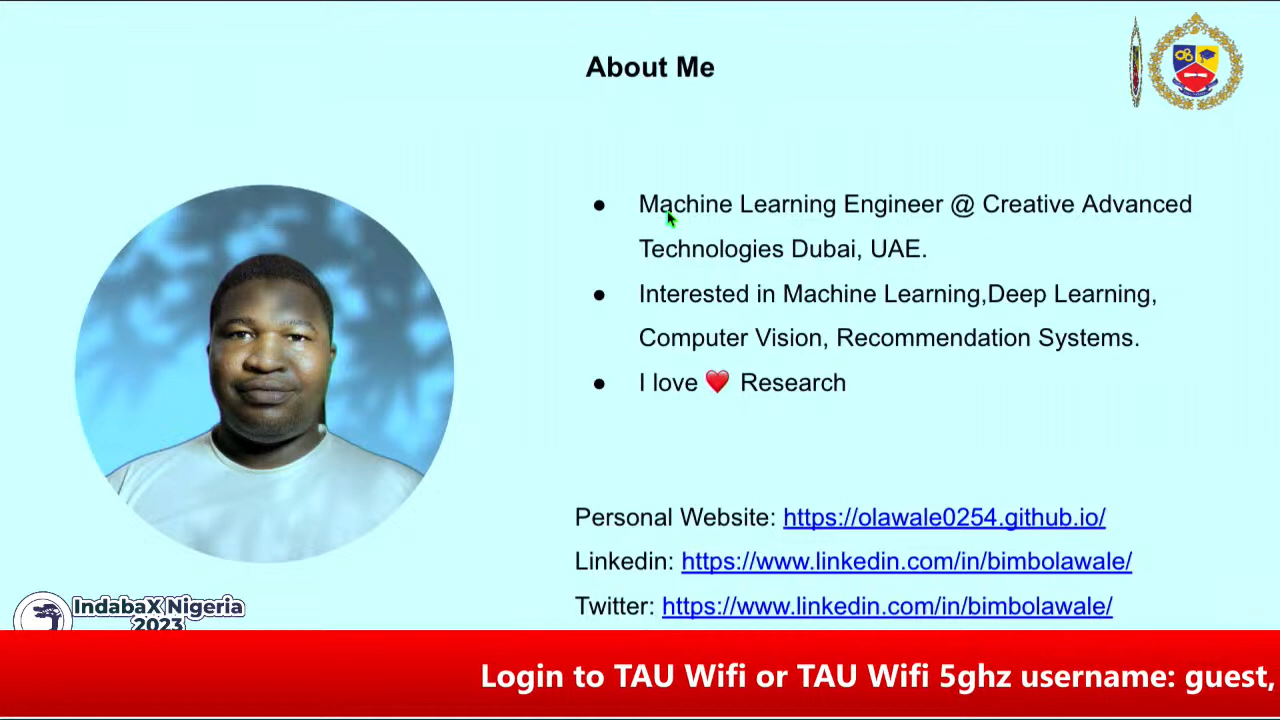 About Me
● Machine Learning Engineer @ Creative Advanced
Technologies Dubai, UAE.
● Interested in Machine Learning,Deep Learning,
Computer Vision, Recommendation Systems.
● I love ❤️ Research
Personal Website: https://olawale0254.github.io/
Linkedin: https://www.linkedin.com/in/bimbolawale/
Twitter: https://www.linkedin.com/in/bimbolawale/
IndabaX Nigeria
2023
Login to TAU Wifi or TAU Wifi 5ghz username: guest,